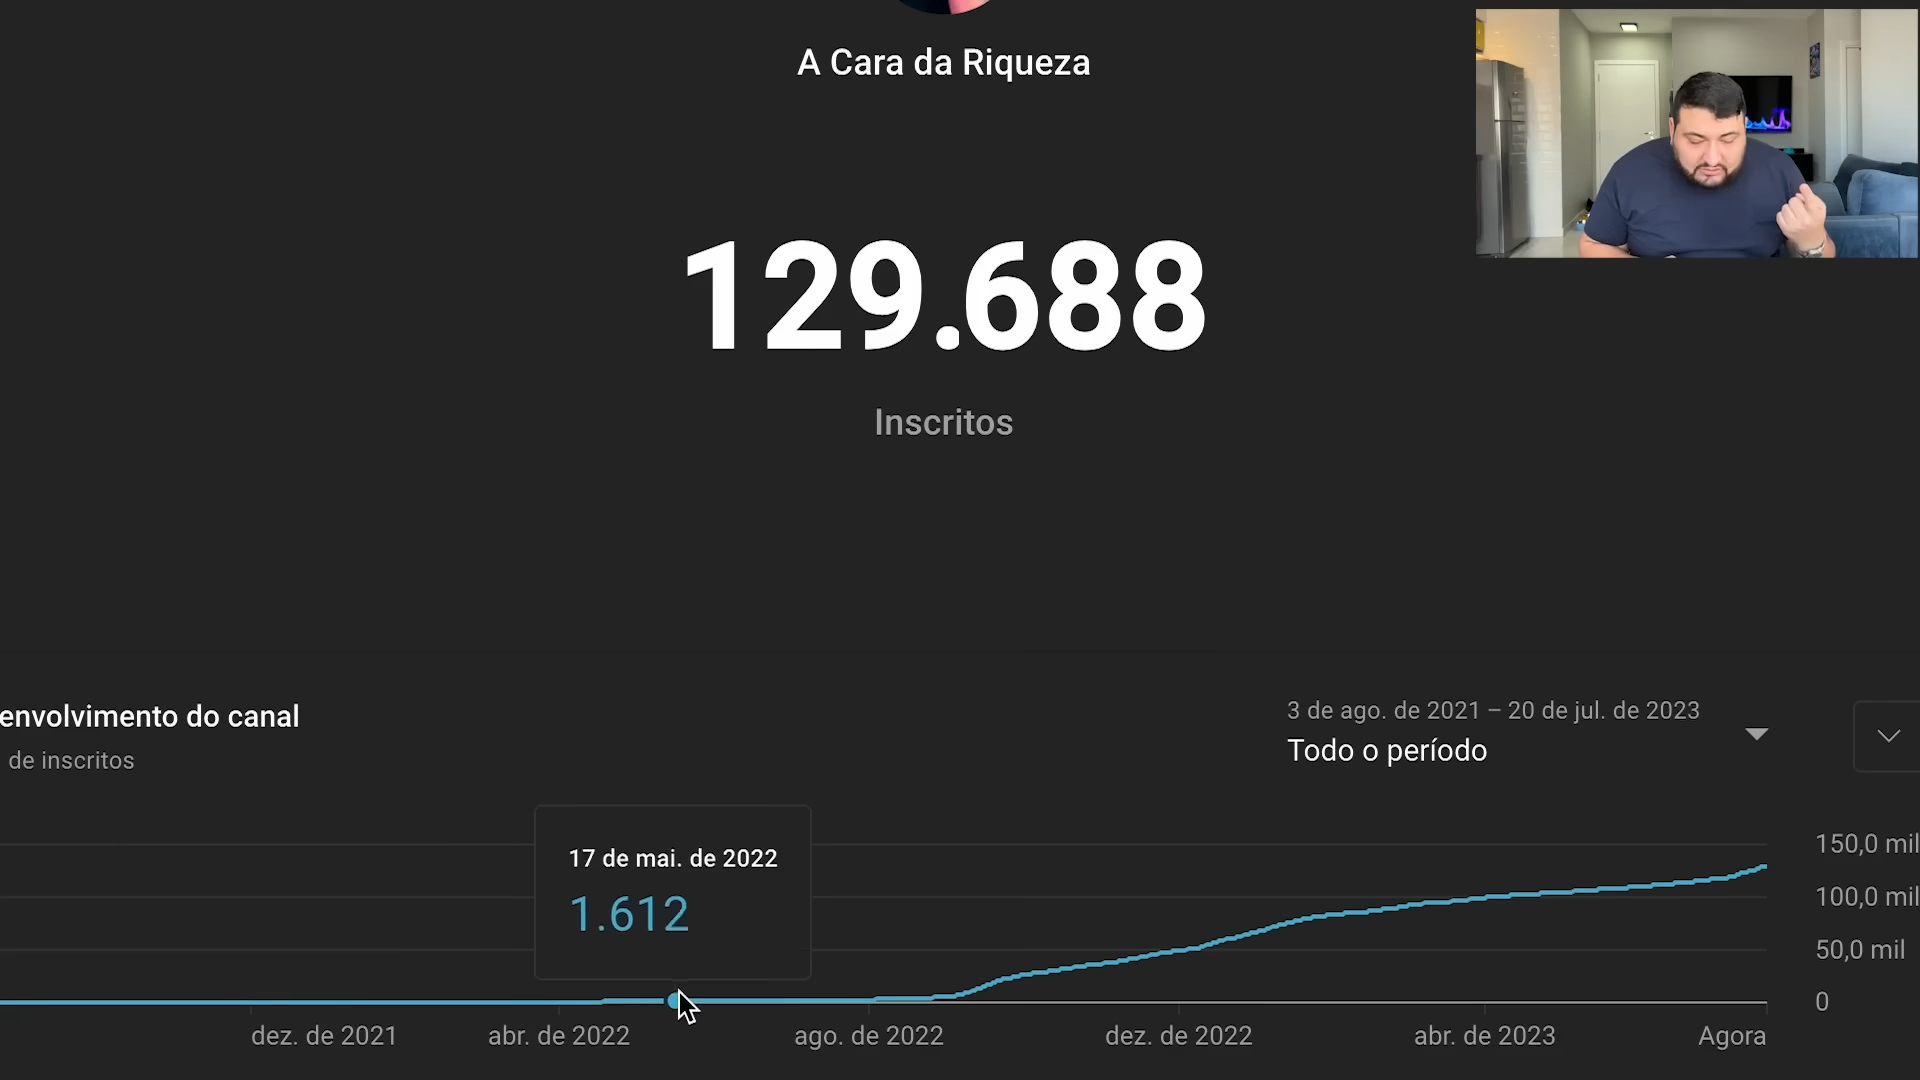 A Cara da Riqueza
129.688
Inscritos
envolvimento do canal
de inscritos
3 de ago. de 2021 – 20 de jul. de 2023
Todo o período
17 de mai. de 2022
1.612
150,0 mil
100,0 mil
50,0 mil
0
dez. de 2021
abr. de 2022
ago. de 2022
dez. de 2022
abr. de 2023
Agora